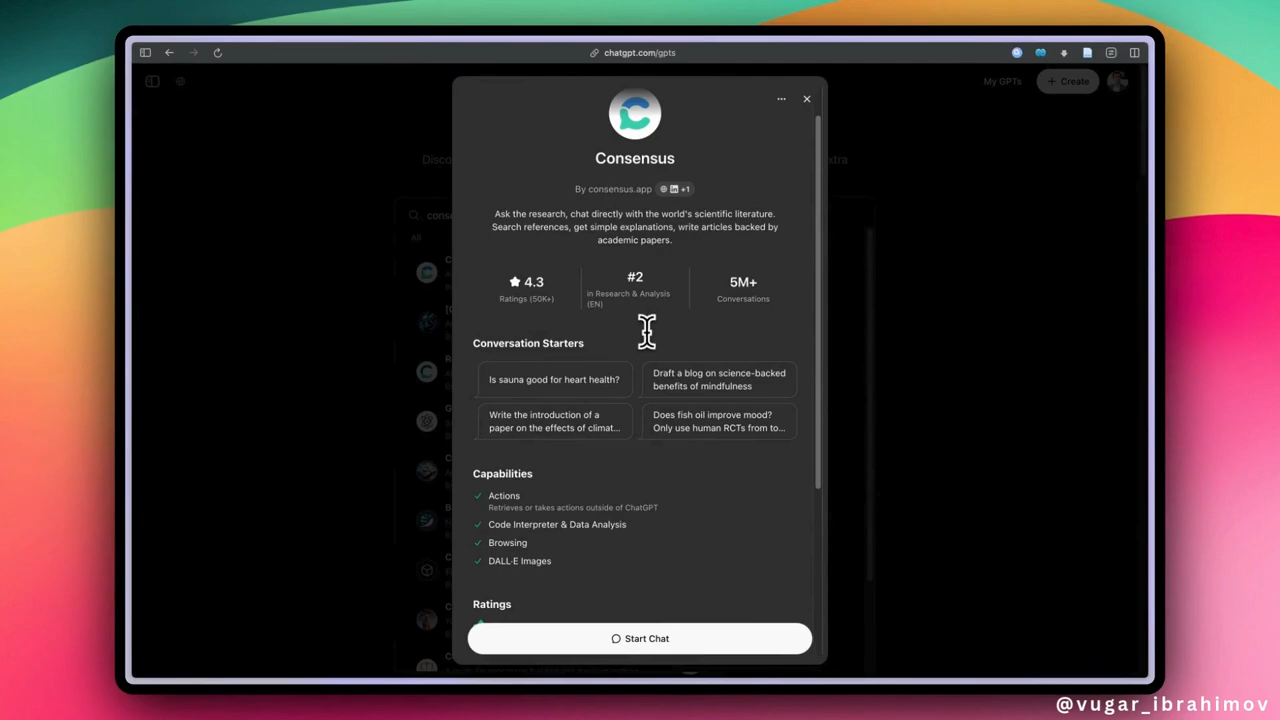 chatgpt.com/gpts
My GPTs
+ Create
Disco
xtra
cons
All
Consensus
By consensus.app +1
Ask the research, chat directly with the world's scientific literature.
Search references, get simple explanations, write articles backed by
academic papers.
4.3
Ratings (50K+)
#2
in Research & Analysis
(EN)
5M+
Conversations
Conversation Starters
Is sauna good for heart health?
Draft a blog on science-backed
benefits of mindfulness
Write the introduction of a
paper on the effects of climat...
Does fish oil improve mood?
Only use human RCTs from to...
Capabilities
Actions
Retrieves or takes actions outside of ChatGPT
Code Interpreter & Data Analysis
Browsing
DALL·E Images
Ratings
Start Chat
@vugar_ibrahimov